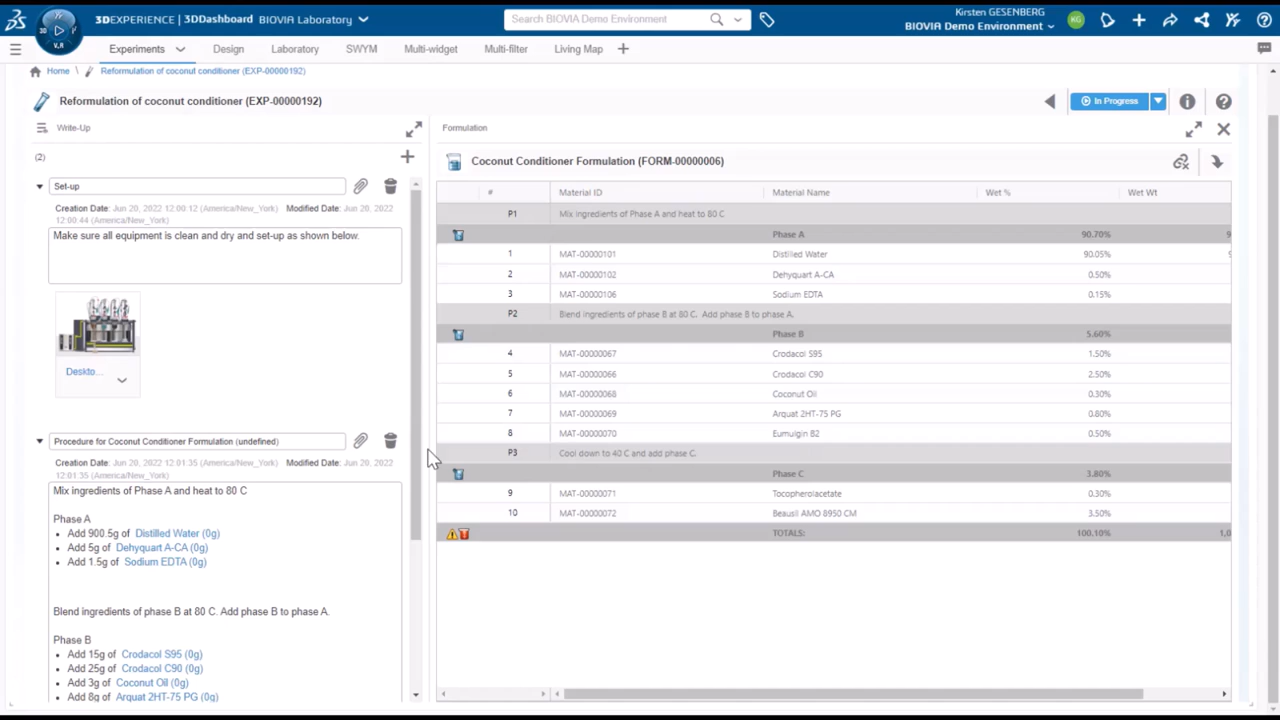 3DEXPERIENCE | 3DDashboard BIOVIA Laboratory
Search BIOVIA Demo Environment
Kirsten GESENBERG
BIOVIA Demo Environment
KG
3D
V.R
Experiments
Design
Laboratory
SWYM
Multi-widget
Multi-filter
Living Map
Home \ Reformulation of coconut conditioner (EXP-00000192)
Reformulation of coconut conditioner (EXP-00000192)
In Progress
Write-Up
(2)
Set-up
Creation Date: Jun 20, 2022 12:00:12 (America/New_York) Modified Date: Jun 20, 2022
12:00:44 (America/New_York)
Make sure all equipment is clean and dry and set-up as shown below.
Deskto...
Procedure for Coconut Conditioner Formulation (undefined)
Creation Date: Jun 20, 2022 12:01:35 (America/New_York) Modified Date: Jun 20, 2022
12:01:35 (America/New_York)
Mix ingredients of Phase A and heat to 80 C
Phase A
• Add 900.5g of Distilled Water (0g)
• Add 5g of Dehyquart A-CA (0g)
• Add 1.5g of Sodium EDTA (0g)
Blend ingredients of phase B at 80 C. Add phase B to phase A.
Phase B
• Add 15g of Crodacol S95 (0g)
• Add 25g of Crodacol C90 (0g)
• Add 3g of Coconut Oil (0g)
• Add 8g of Arquat 2HT-75 PG (0g)
Formulation
Coconut Conditioner Formulation (FORM-00000006)
# Material ID Material Name Wet % Wet Wt
P1 Mix ingredients of Phase A and heat to 80 C
Phase A 90.70% 9
1 MAT-00000101 Distilled Water 90.05% 9
2 MAT-00000102 Dehyquart A-CA 0.50%
3 MAT-00000106 Sodium EDTA 0.15%
P2 Blend ingredients of phase B at 80 C. Add phase B to phase A.
Phase B 5.60%
4 MAT-00000067 Crodacol S95 1.50%
5 MAT-00000066 Crodacol C90 2.50%
6 MAT-00000068 Coconut Oil 0.30%
7 MAT-00000069 Arquat 2HT-75 PG 0.80%
8 MAT-00000070 Eumulgin B2 0.50%
P3 Cool down to 40 C and add phase C.
Phase C 3.80%
9 MAT-00000071 Tocopherolacetate 0.30%
10 MAT-00000072 Beausil AMO 8950 CM 3.50%
TOTALS: 100.10% 1,0